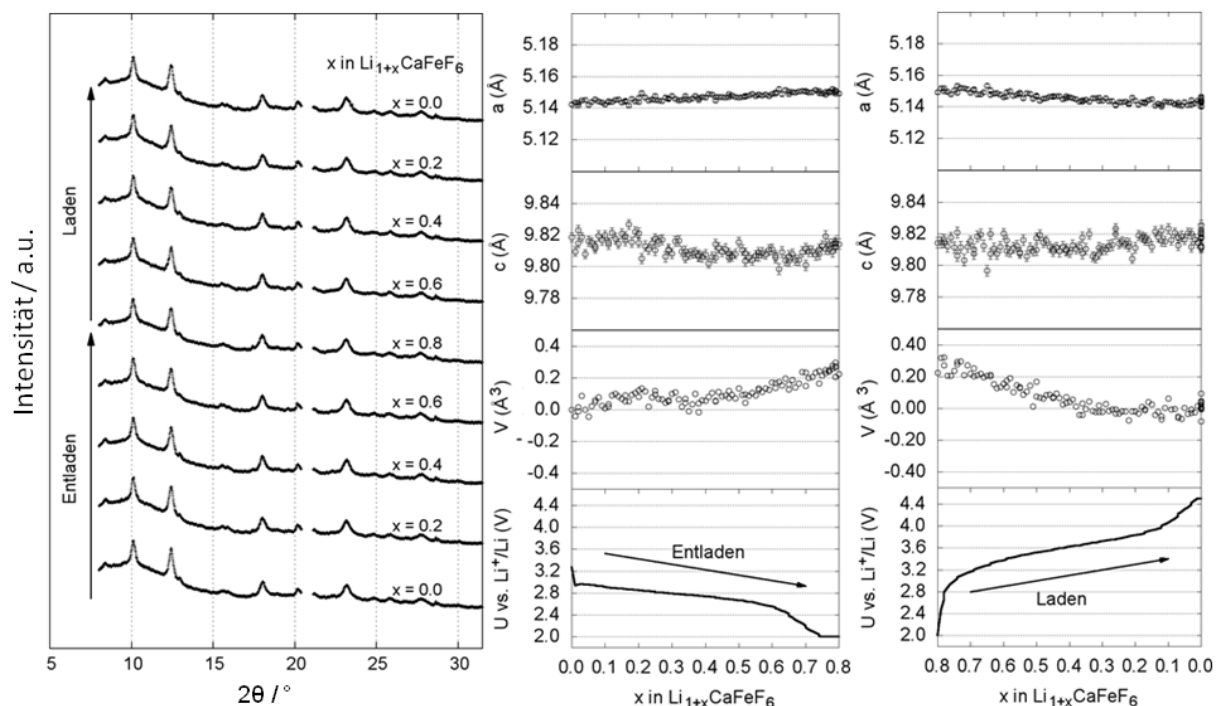 Intensität / a.u.
Laden
Entladen
x in Li1+xCaFeF6
x = 0.0
x = 0.2
x = 0.4
x = 0.6
x = 0.8
x = 0.6
x = 0.4
x = 0.2
x = 0.0
5 10 15 20 25 30
2θ / °
a (Å)
5.18
5.16
5.14
5.12
c (Å)
9.84
9.82
9.80
9.78
V (Å3)
0.4
0.2
0.0
-0.2
-0.4
U vs. Li+/Li (V)
4.4
4.0
3.6
3.2
2.8
2.4
2.0
Entladen
0.0 0.1 0.2 0.3 0.4 0.5 0.6 0.7 0.8
x in Li1+xCaFeF6
a (Å)
5.18
5.16
5.14
5.12
c (Å)
9.84
9.82
9.80
9.78
V (Å3)
0.40
0.20
0.00
-0.20
-0.40
U vs. Li+/Li (V)
4.4
4.0
3.6
3.2
2.8
2.4
2.0
Laden
0.8 0.7 0.6 0.5 0.4 0.3 0.2 0.1 0.0
x in Li1+xCaFeF6